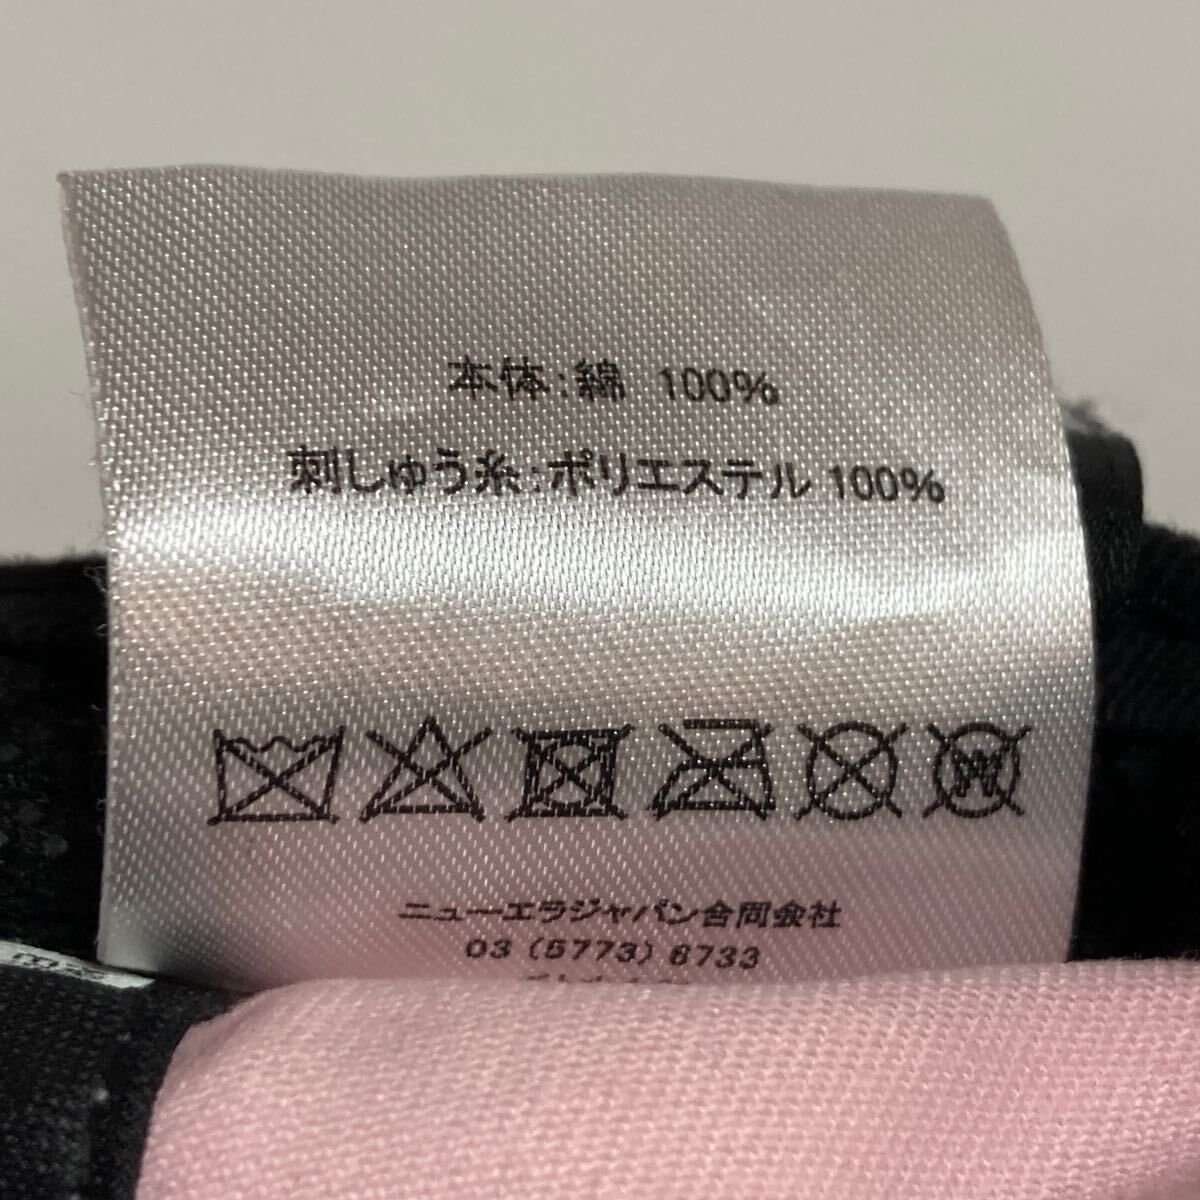 本体:綿 100%
刺しゅう糸:ポリエステル 100%
ニューエラジャパン合同会社
03 (5773) 8733